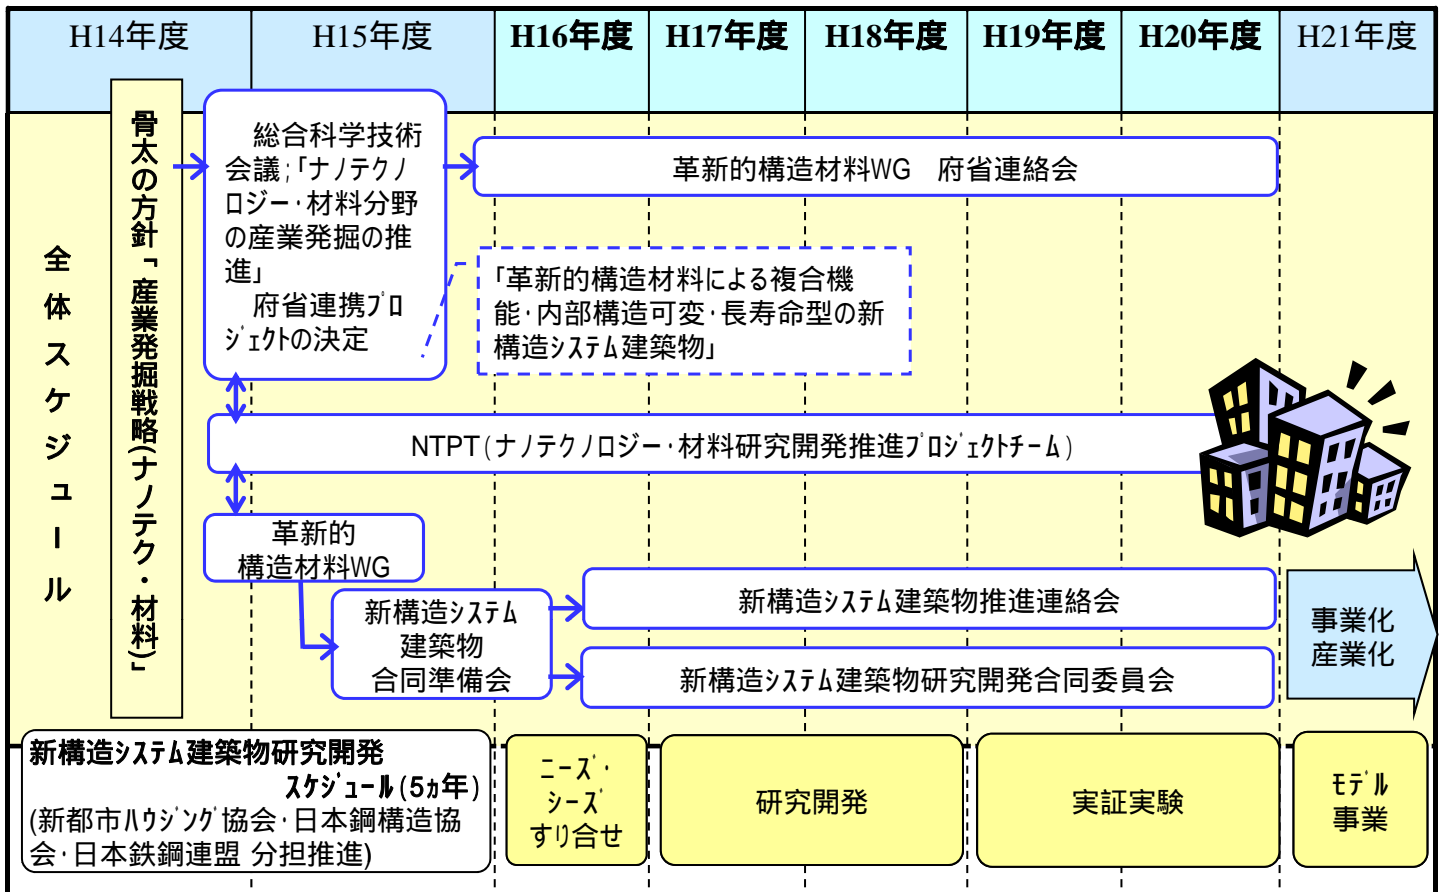 H14年度
H15年度
H16年度
H17年度
H18年度
H19年度
H20年度
H21年度
全体スケジュール
骨太の方針「産業発掘戦略(ナノテク・材料)」
総合科学技術
会議;「ナノテクノ
ロジー・材料分野
の産業発掘の推
進」
府省連携プロ
ジェクトの決定
革新的構造材料WG　府省連絡会
「革新的構造材料による複合機
能・内部構造可変・長寿命型の新
構造システム建築物」
NTPT(ナノテクノロジー・材料研究開発推進プロジェクトチーム)
革新的
構造材料WG
新構造システム
建築物
合同準備会
新構造システム建築物推進連絡会
新構造システム建築物研究開発合同委員会
事業化
産業化
新構造システム建築物研究開発
スケジュール(5ヵ年)
(新都市ハウジング協会・日本鋼構造協
会・日本鉄鋼連盟 分担推進)
ニーズ・
シーズ
すり合せ
研究開発
実証実験
モデル
事業